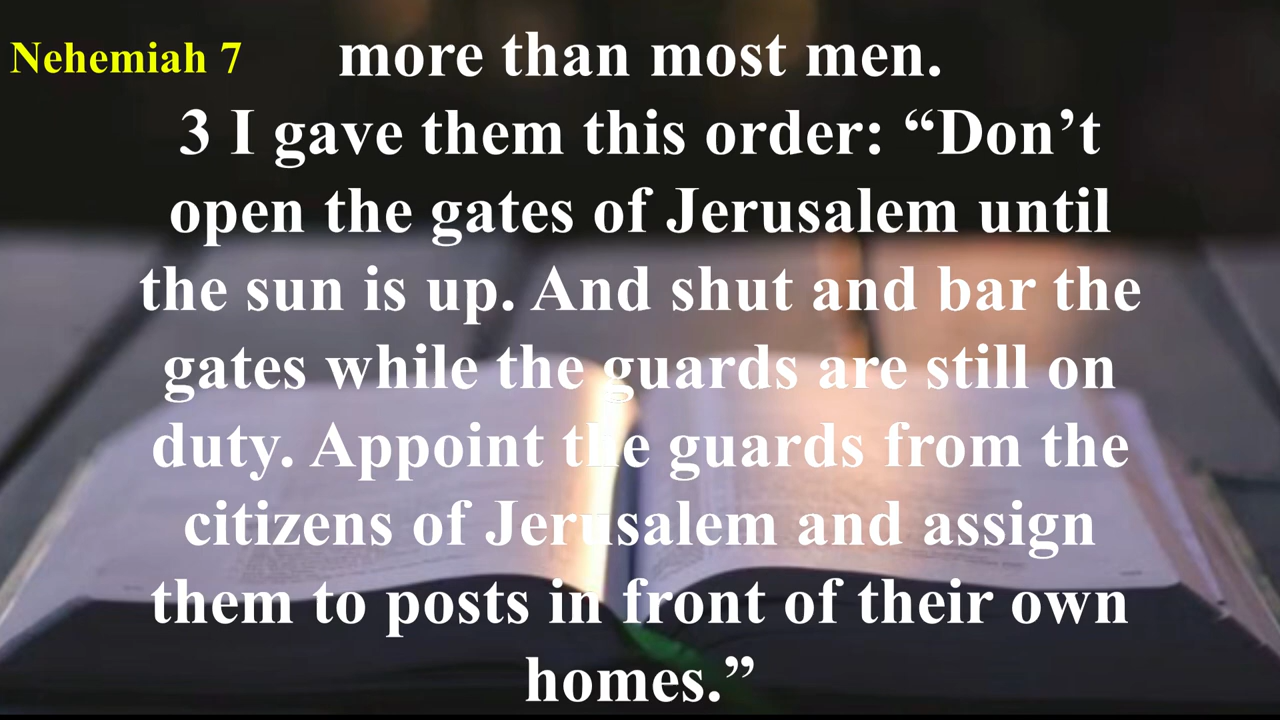 Nehemiah 7
more than most men.
3 I gave them this order: “Don’t
open the gates of Jerusalem until
the sun is up. And shut and bar the
gates while the guards are still on
duty. Appoint the guards from the
citizens of Jerusalem and assign
them to posts in front of their own
homes.”